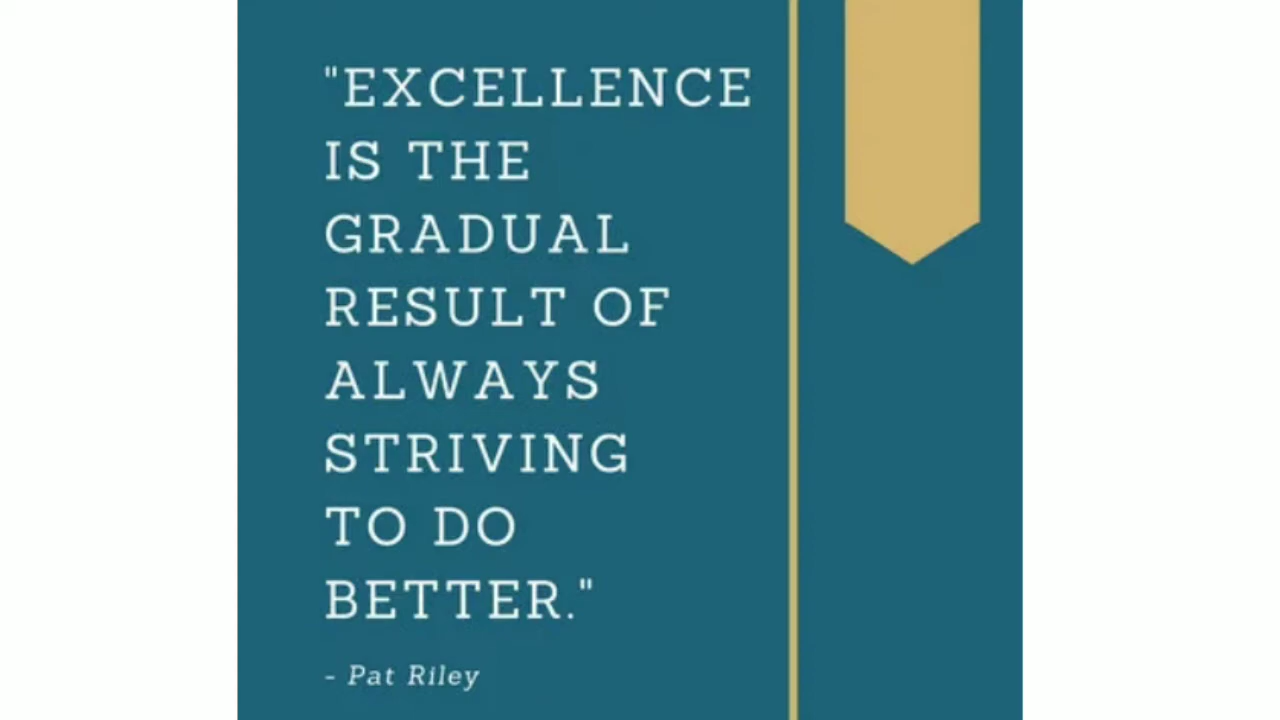 "EXCELLENCE
IS THE
GRADUAL
RESULT OF
ALWAYS
STRIVING
TO DO
BETTER."
- Pat Riley